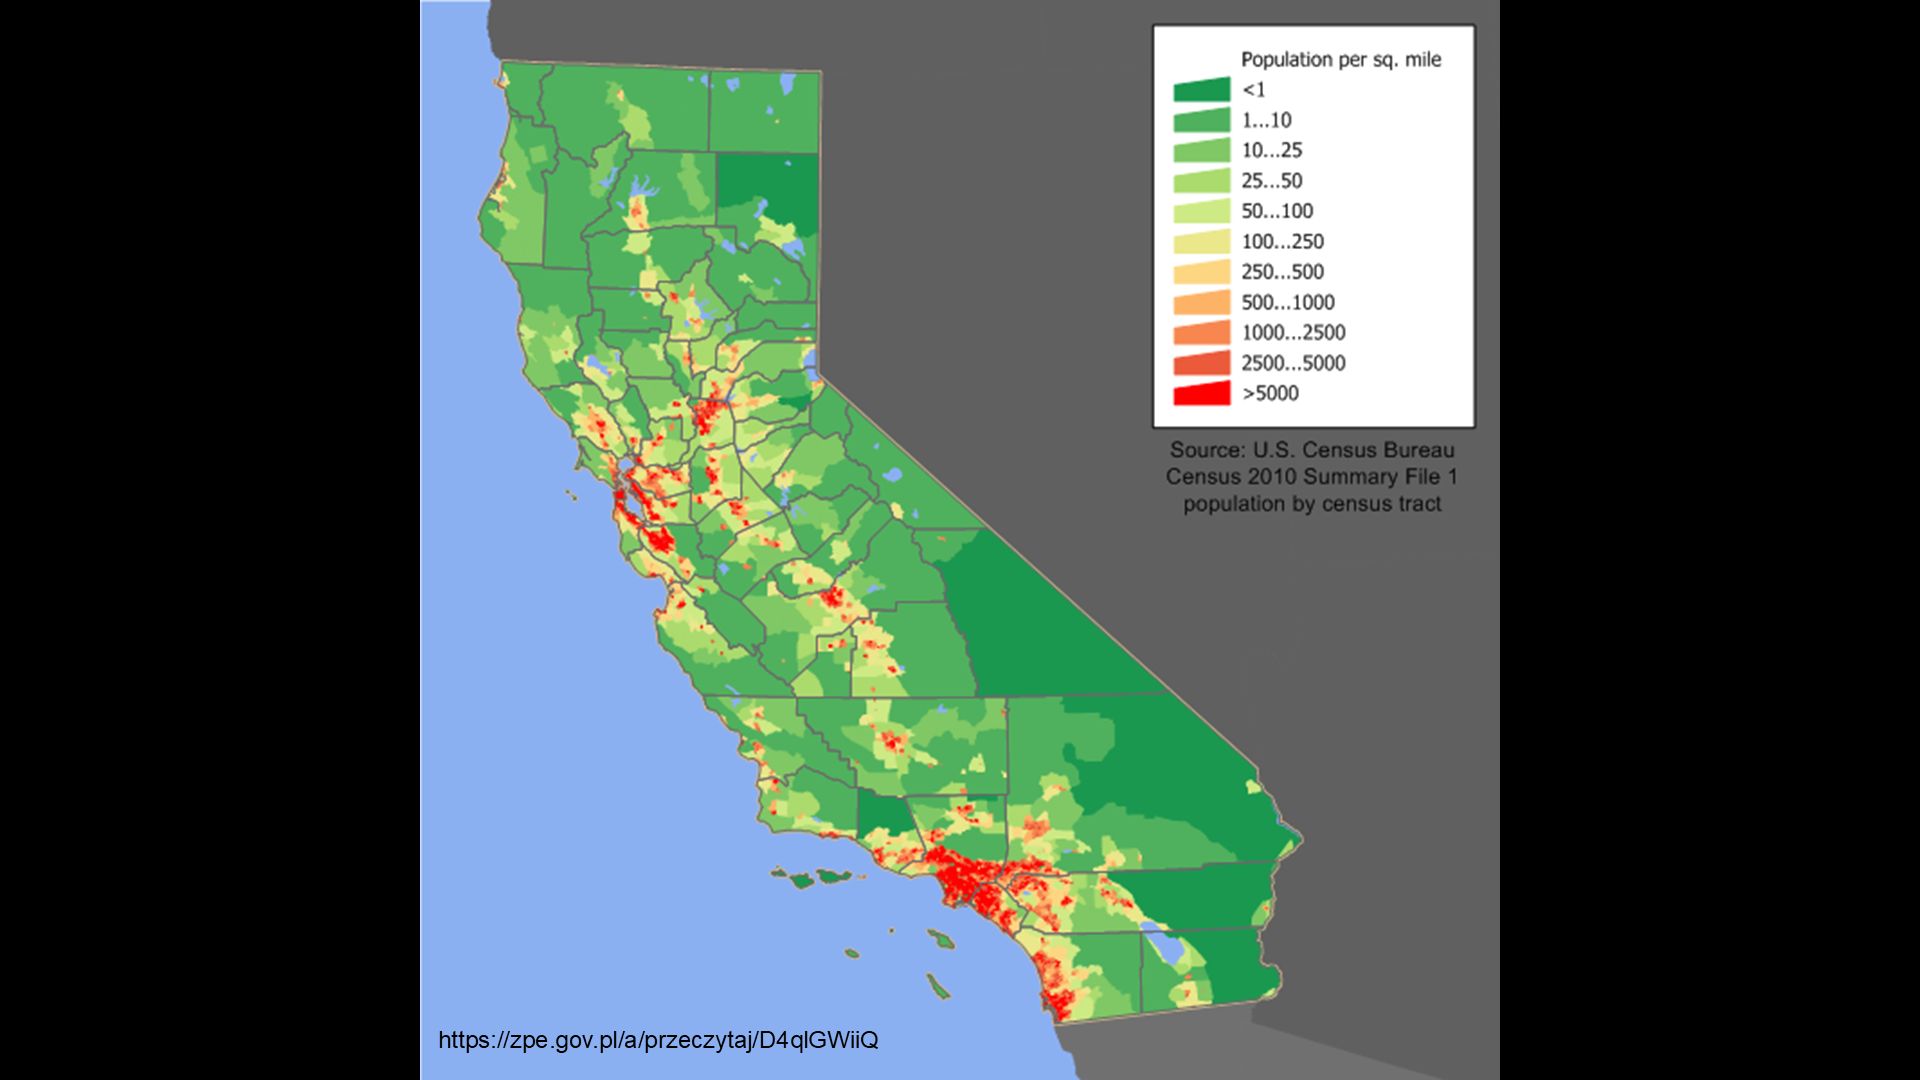 Population per sq. mile
<1
1...10
10...25
25...50
50...100
100...250
250...500
500...1000
1000...2500
2500...5000
>5000
Source: U.S. Census Bureau
Census 2010 Summary File 1
population by census tract
https://zpe.gov.pl/a/przeczytaj/D4qlGWiiQ